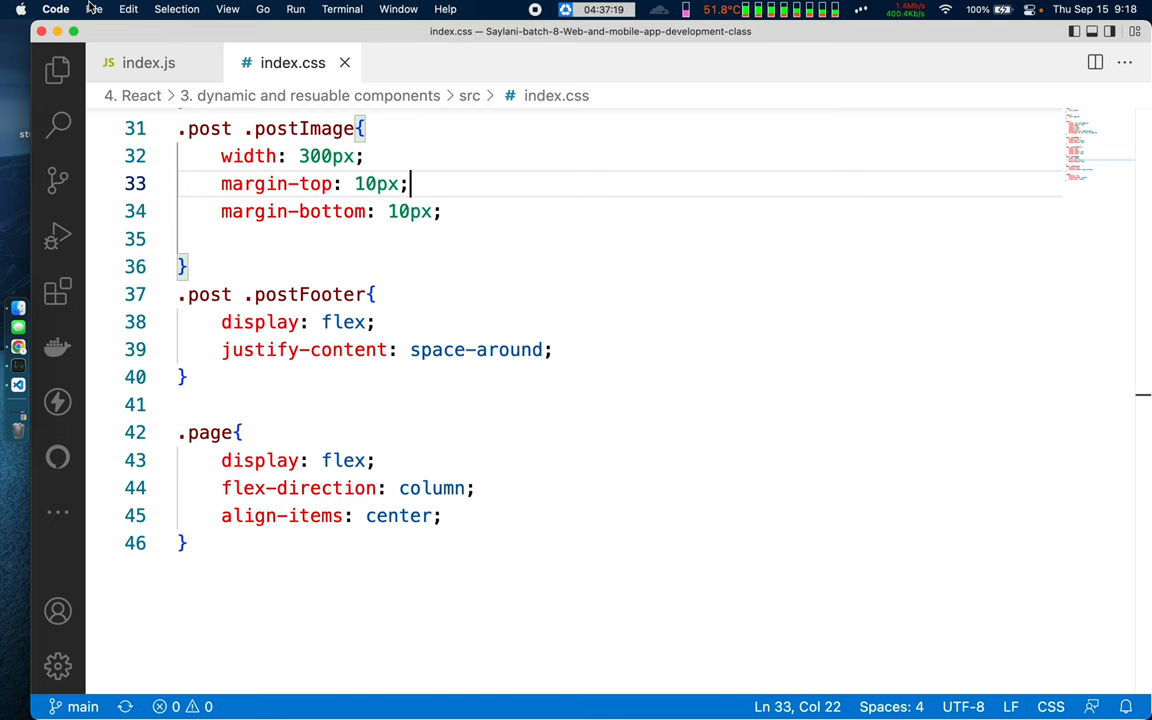 Code File Edit Selection View Go Run Terminal Window Help 04:37:19 51.8°C 1.4Mb/s 400.4Kb/s 100% Thu Sep 15 9:18
index.css — Saylani-batch-8-Web-and-mobile-app-development-class
JS index.js # index.css
4. React > 3. dynamic and resuable components > src > # index.css
31 .post .postImage{
32 width: 300px;
33 margin-top: 10px;
34 margin-bottom: 10px;
35
36 }
37 .post .postFooter{
38 display: flex;
39 justify-content: space-around;
40 }
41
42 .page{
43 display: flex;
44 flex-direction: column;
45 align-items: center;
46 }
main 0 0 Ln 33, Col 22 Spaces: 4 UTF-8 LF CSS